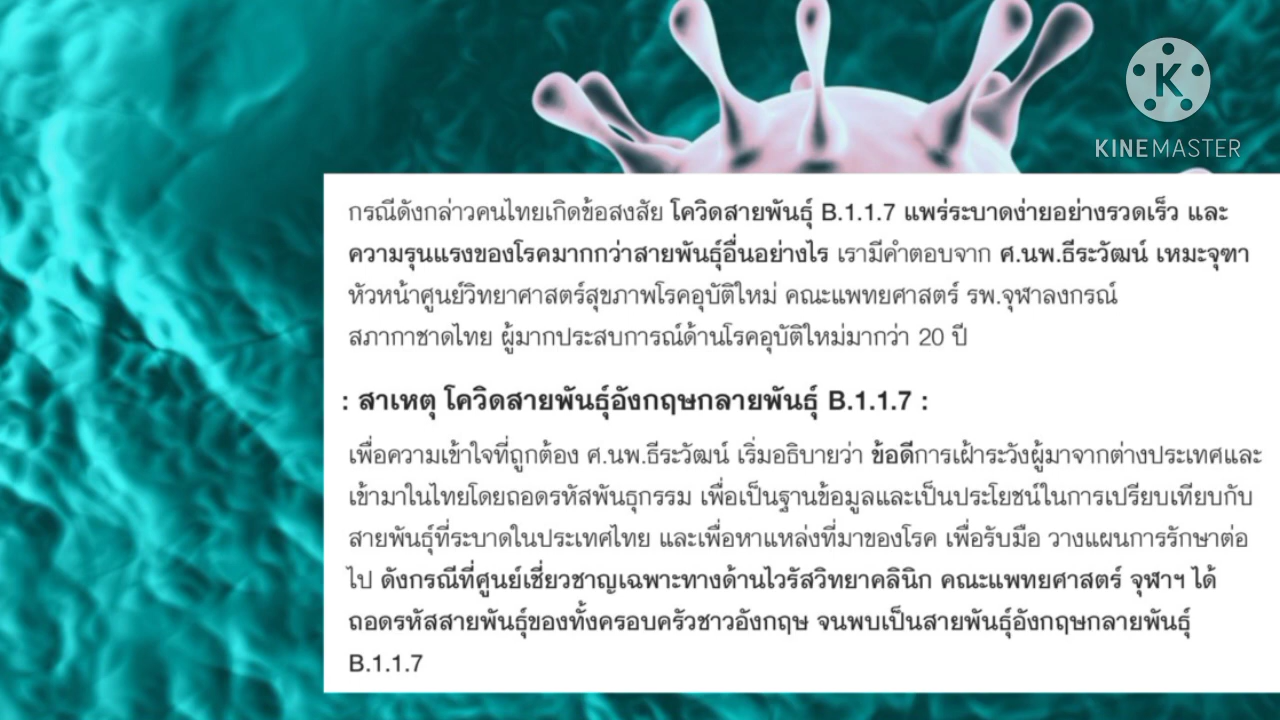 K
KINEMASTER
กรณีดังกล่าวคนไทยเกิดข้อสงสัย โควิดสายพันธุ์ B.1.1.7 แพร่ระบาดง่ายอย่างรวดเร็ว และ
ความรุนแรงของโรคมากกว่าสายพันธุ์อื่นอย่างไร เรามีคำตอบจาก ศ.นพ.ธีระวัฒน์ เหมะจุฑา
หัวหน้าศูนย์วิทยาศาสตร์สุขภาพโรคอุบัติใหม่ คณะแพทยศาสตร์ รพ.จุฬาลงกรณ์
สภากาชาดไทย ผู้มากประสบการณ์ด้านโรคอุบัติใหม่มากว่า 20 ปี
: สาเหตุ โควิดสายพันธุ์อังกฤษกลายพันธุ์ B.1.1.7 :
เพื่อความเข้าใจที่ถูกต้อง ศ.นพ.ธีระวัฒน์ เริ่มอธิบายว่า ข้อดีการเฝ้าระวังผู้มาจากต่างประเทศและ
เข้ามาในไทยโดยถอดรหัสพันธุกรรม เพื่อเป็นฐานข้อมูลและเป็นประโยชน์ในการเปรียบเทียบกับ
สายพันธุ์ที่ระบาดในประเทศไทย และเพื่อหาแหล่งที่มาของโรค เพื่อรับมือ วางแผนการรักษาต่อ
ไป ดังกรณีที่ศูนย์เชี่ยวชาญเฉพาะทางด้านไวรัสวิทยาคลินิก คณะแพทยศาสตร์ จุฬาฯ ได้
ถอดรหัสสายพันธุ์ของทั้งครอบครัวชาวอังกฤษ จนพบเป็นสายพันธุ์อังกฤษกลายพันธุ์
B.1.1.7